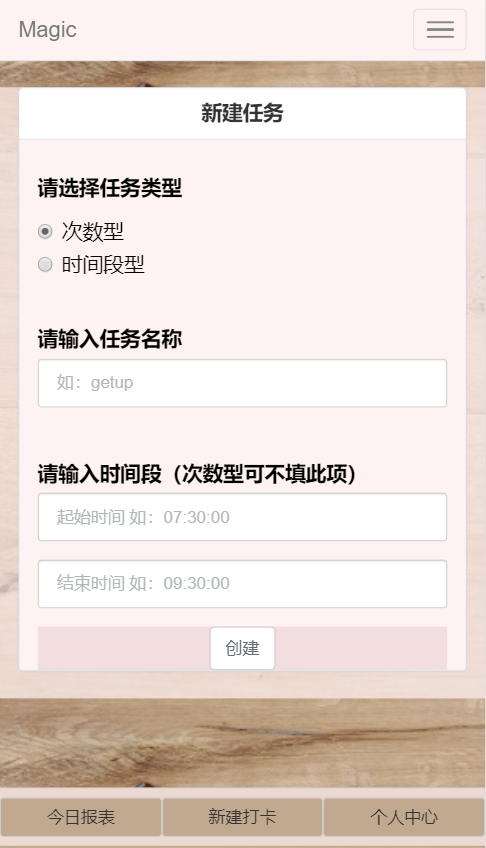 Magic
新建任务
请选择任务类型
次数型
时间段型
请输入任务名称
如：getup
请输入时间段（次数型可不填此项）
起始时间 如：07:30:00
结束时间 如：09:30:00
创建
今日报表
新建打卡
个人中心